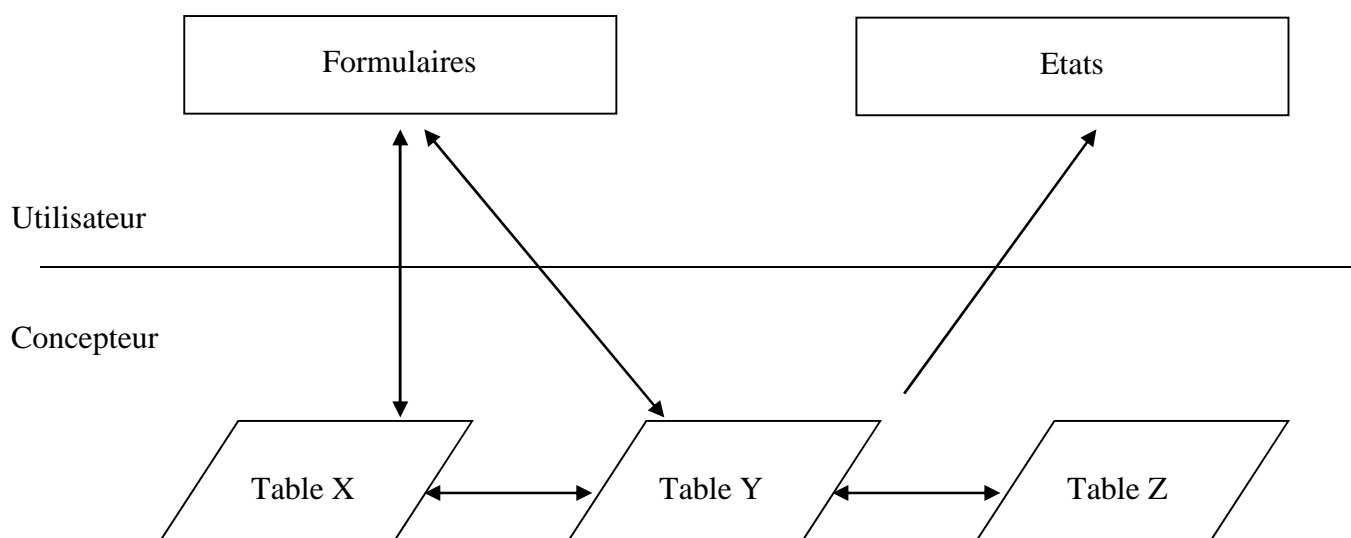 Formulaires
Etats
Utilisateur
Concepteur
Table X
Table Y
Table Z